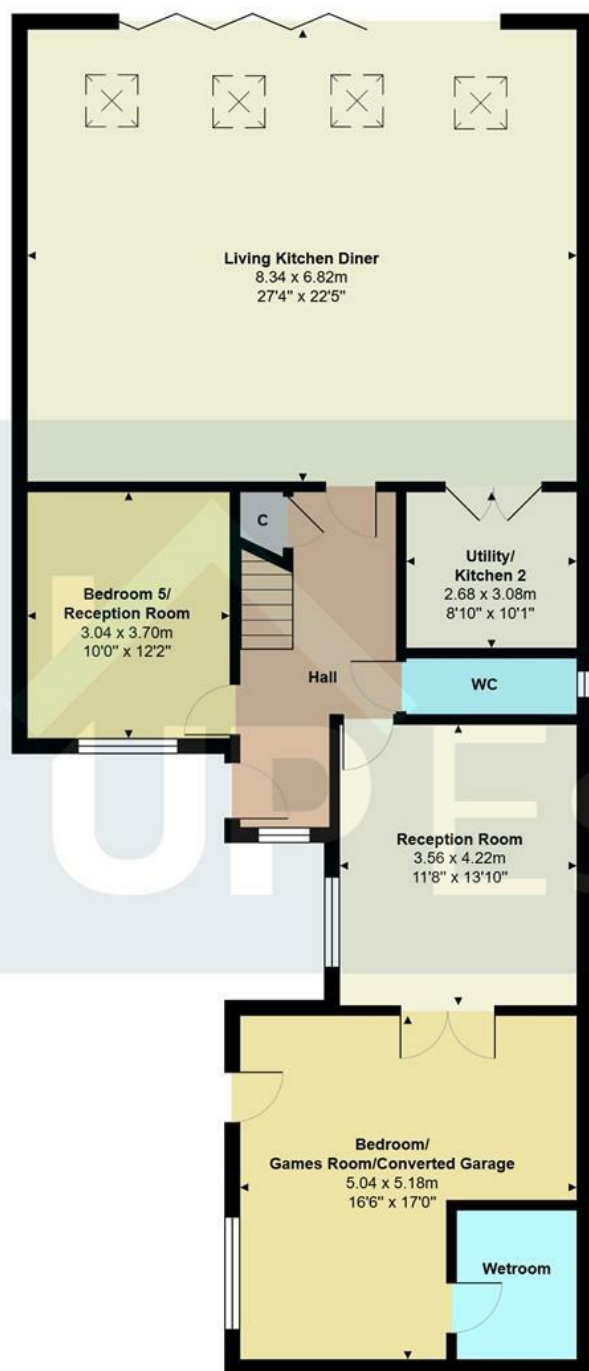 Living Kitchen Diner
8.34 x 6.82m
27'4" x 22'5"
C
Utility/
Kitchen 2
2.68 x 3.08m
8'10" x 10'1"
Bedroom 5/
Reception Room
3.04 x 3.70m
10'0" x 12'2"
Hall
WC
Reception Room
3.56 x 4.22m
11'8" x 13'10"
UPES
Bedroom/
Games Room/Converted Garage
5.04 x 5.18m
16'6" x 17'0"
Wetroom